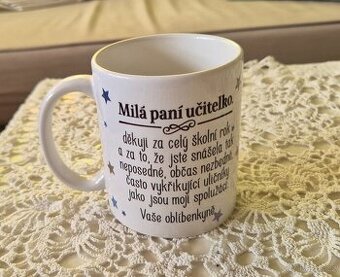 Milá paní učitelko,
děkuji za celý školní rok
a za to, že jste snášela tak
neposedné, občas nezbedné,
často vykřikující uličníky
jako jsou moji spolužáci.
Vaše oblíbenkyně